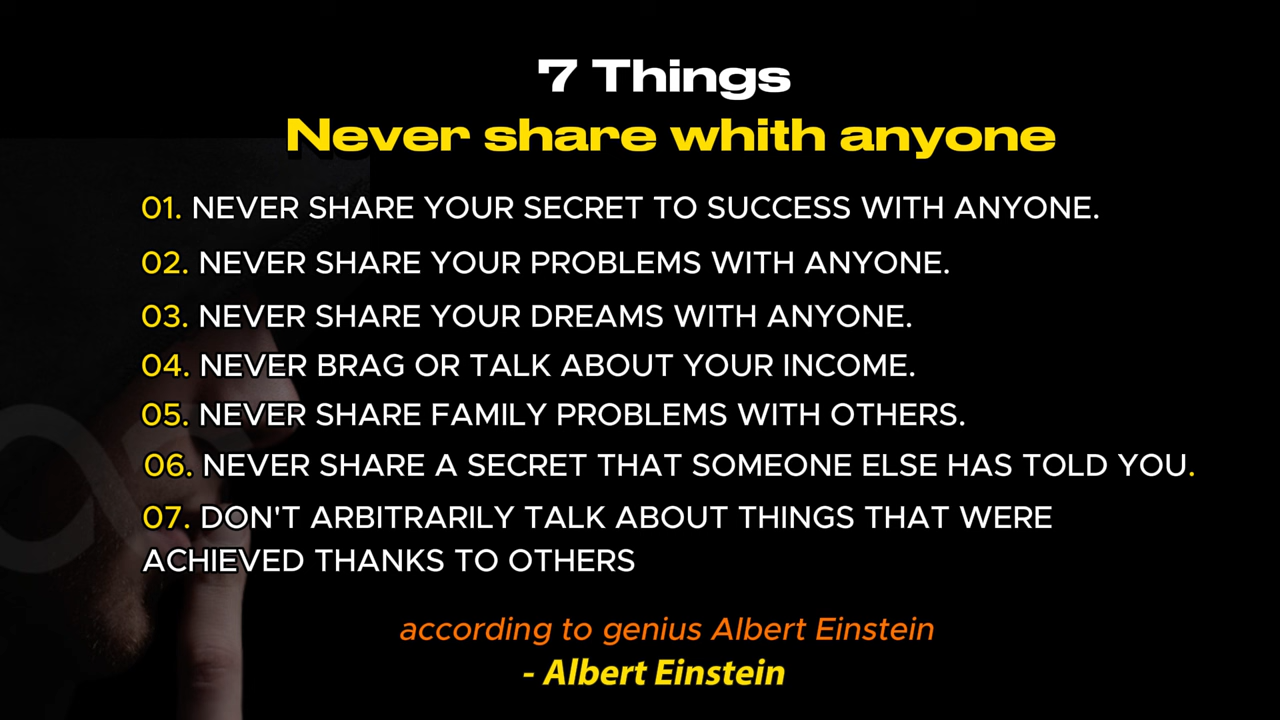 7 Things
Never share whith anyone
01. NEVER SHARE YOUR SECRET TO SUCCESS WITH ANYONE.
02. NEVER SHARE YOUR PROBLEMS WITH ANYONE.
03. NEVER SHARE YOUR DREAMS WITH ANYONE.
04. NEVER BRAG OR TALK ABOUT YOUR INCOME.
05. NEVER SHARE FAMILY PROBLEMS WITH OTHERS.
06. NEVER SHARE A SECRET THAT SOMEONE ELSE HAS TOLD YOU.
07. DON'T ARBITRARILY TALK ABOUT THINGS THAT WERE
ACHIEVED THANKS TO OTHERS
according to genius Albert Einstein
- Albert Einstein